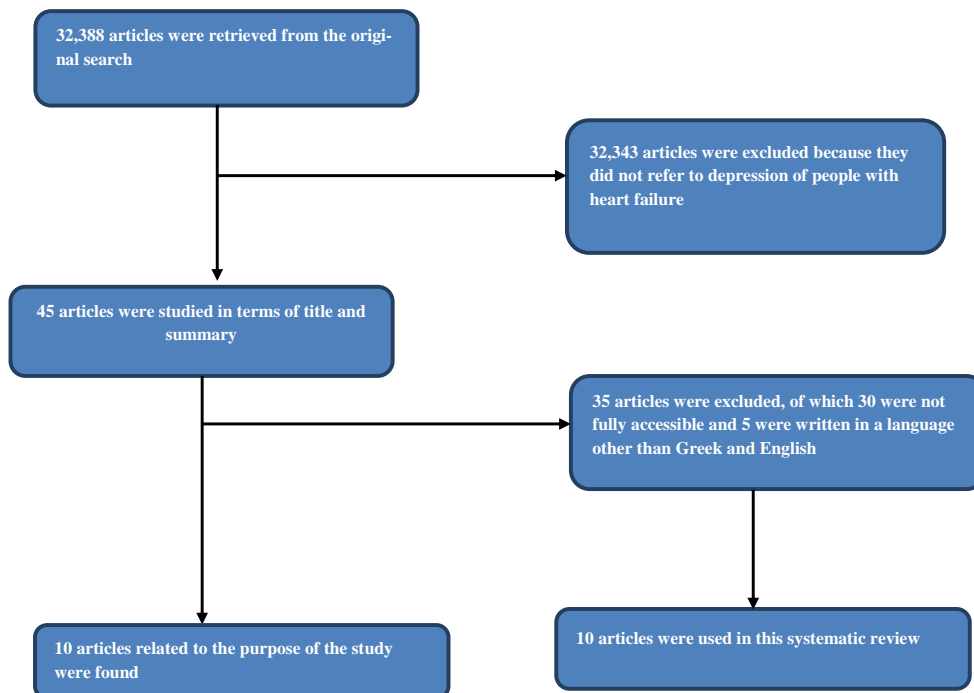 32,388 articles were retrieved from the origi-
nal search
32,343 articles were excluded because they
did not refer to depression of people with
heart failure
45 articles were studied in terms of title and
summary
35 articles were excluded, of which 30 were not
fully accessible and 5 were written in a language
other than Greek and English
10 articles related to the purpose of the study
were found
10 articles were used in this systematic review